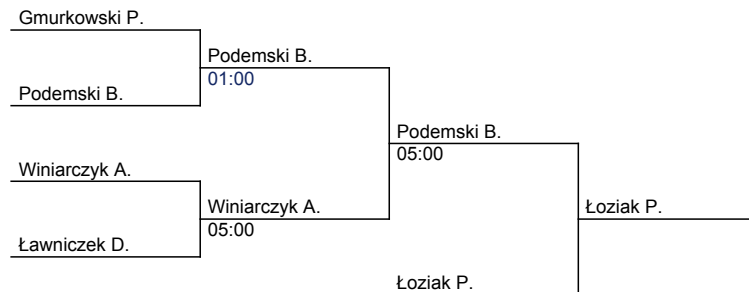 Gmurkowski P.
Podemski B.
01:00
Podemski B.
Podemski B.
05:00
Winiarczyk A.
Winiarczyk A.
05:00
Łoziak P.
Ławniczek D.
Łoziak P.